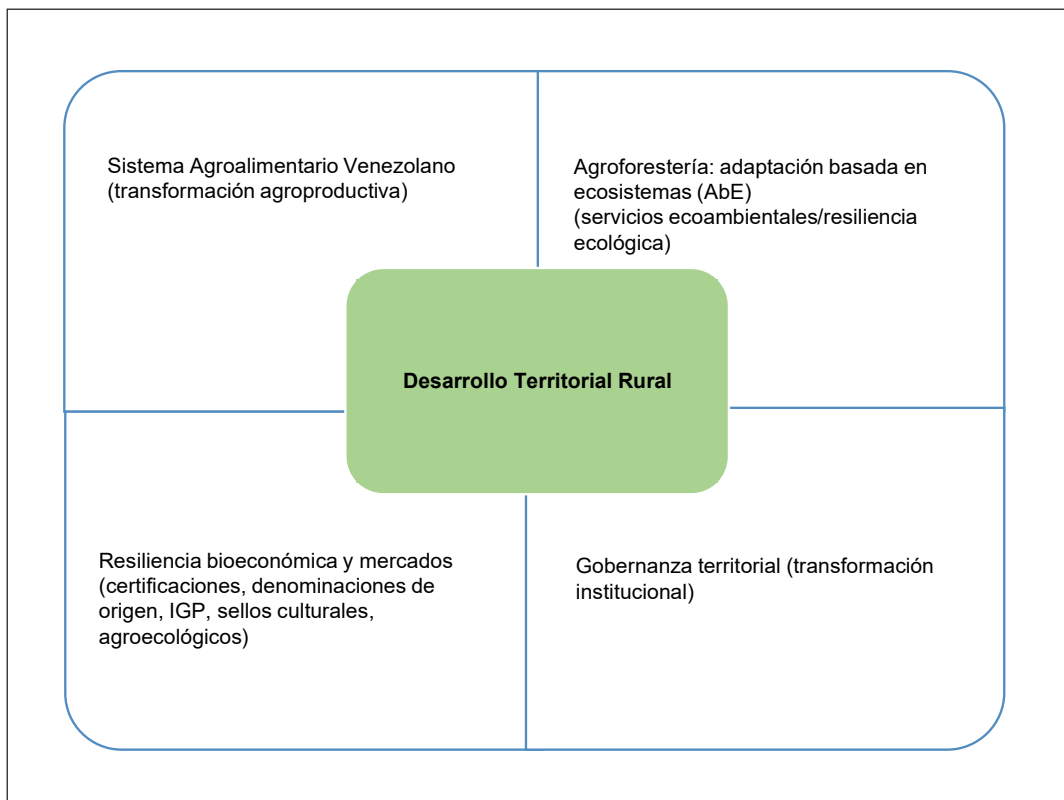 Sistema Agroalimentario Venezolano
(transformación agroproductiva)
Agroforestería: adaptación basada en
ecosistemas (AbE)
(servicios ecoambientales/resiliencia
ecológica)
Desarrollo Territorial Rural
Resiliencia bioeconómica y mercados
(certificaciones, denominaciones de
origen, IGP, sellos culturales,
agroecológicos)
Gobernanza territorial (transformación
institucional)